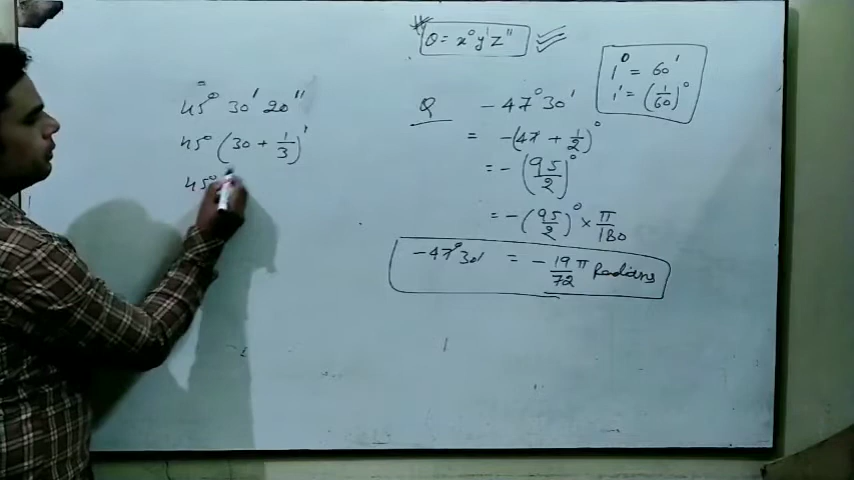 θ = x° y' z"
1° = 60'
1' = (1/60)°
45° 30' 20"
45° (30 + 1/3)'
45°
Q - 47° 30'
= -(47 + 1/2)°
= - (95/2)°
= - (95/2)° × π/180
-47° 30' = - 19/72 π Radians